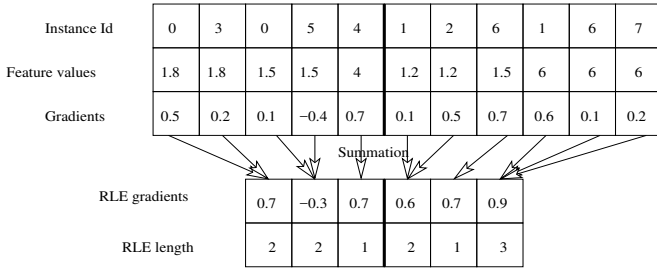 Instance Id 0 3 0 5 4 1 2 6 1 6 7
Feature values 1.8 1.8 1.5 1.5 4 1.2 1.2 1.5 6 6 6
Gradients 0.5 0.2 0.1 −0.4 0.7 0.1 0.5 0.7 0.6 0.1 0.2
Summation
RLE gradients 0.7 −0.3 0.7 0.6 0.7 0.9
RLE length 2 2 1 2 1 3